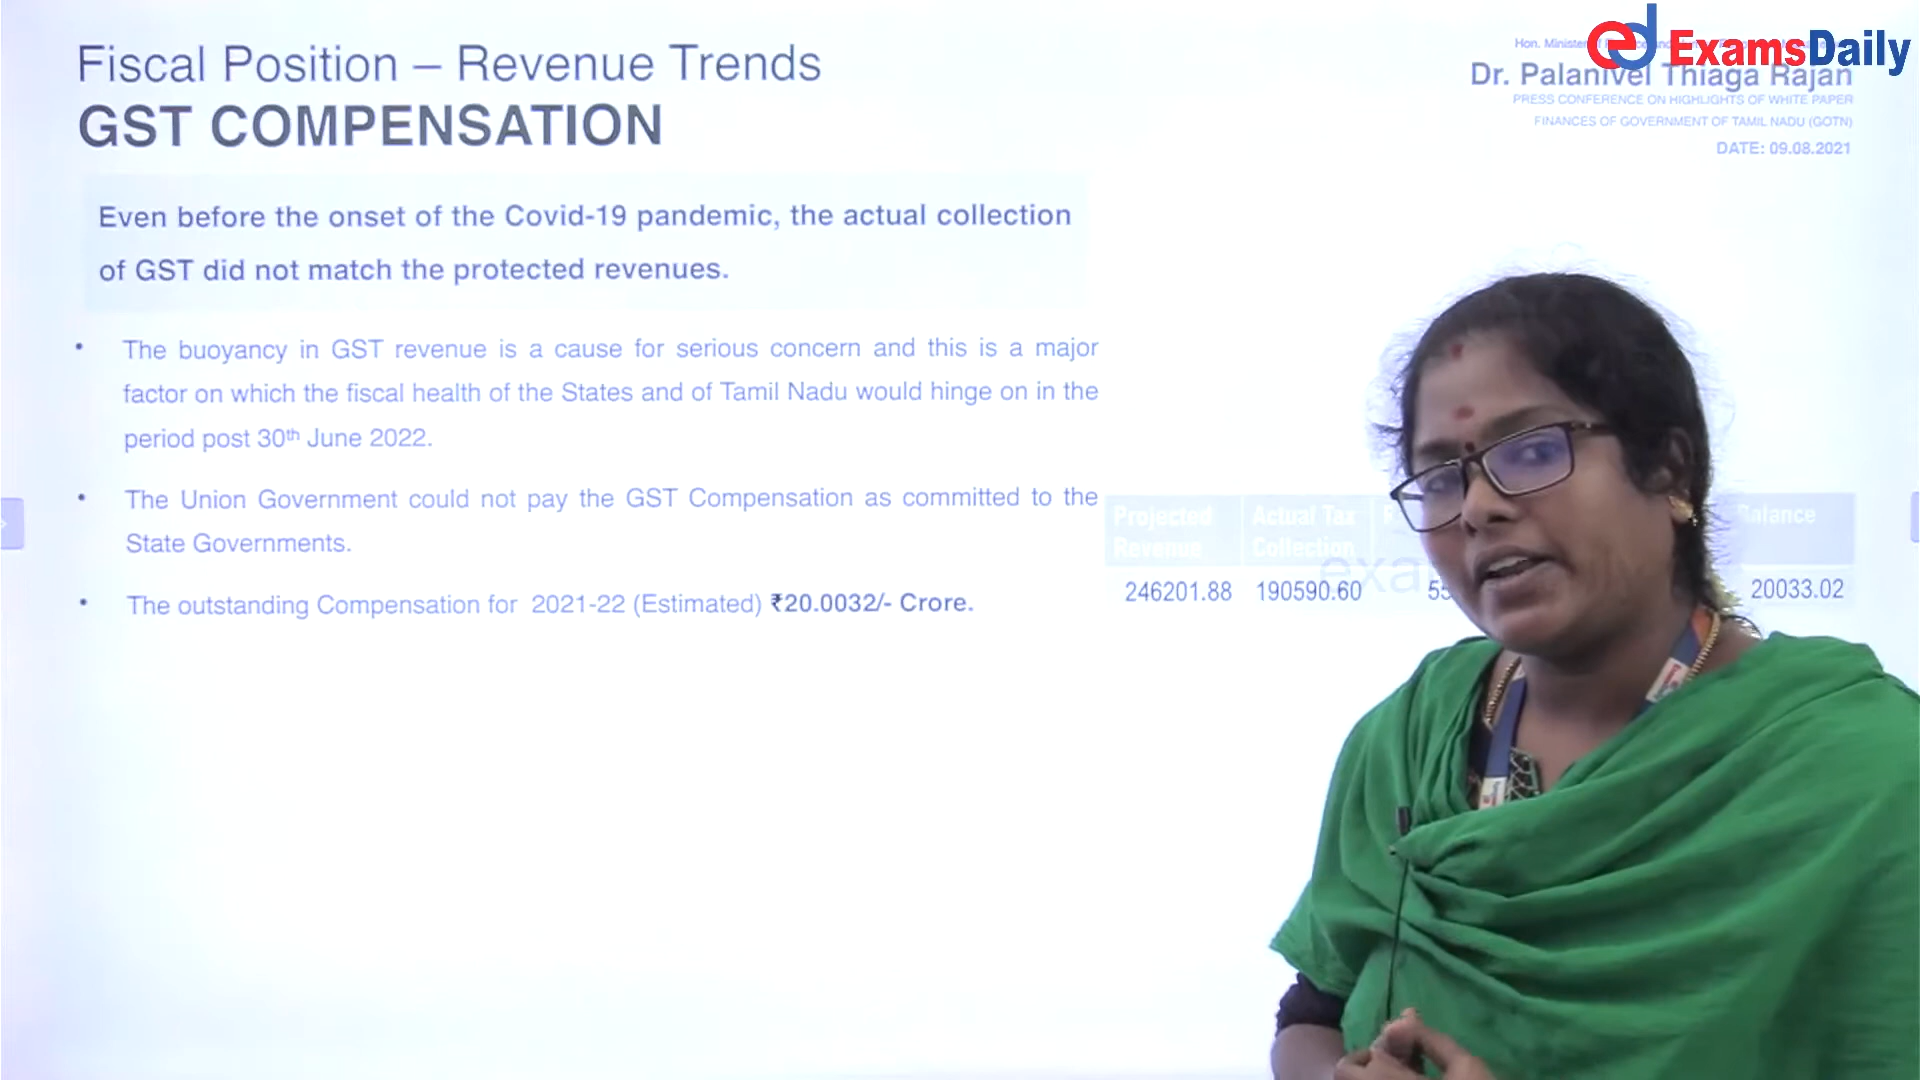 ed ExamsDaily
Fiscal Position – Revenue Trends
GST COMPENSATION
Hon. Minister
Dr. Palanivel Thiaga Rajan
PRESS CONFERENCE ON HIGHLIGHTS OF WHITE PAPER
FINANCES OF GOVERNMENT OF TAMIL NADU (GOTN)
DATE: 09.08.2021
Even before the onset of the Covid-19 pandemic, the actual collection
of GST did not match the protected revenues.
• The buoyancy in GST revenue is a cause for serious concern and this is a major
factor on which the fiscal health of the States and of Tamil Nadu would hinge on in the
period post 30th June 2022.
• The Union Government could not pay the GST Compensation as committed to the
State Governments.
• The outstanding Compensation for 2021-22 (Estimated) ₹20.0032/- Crore.
Projected Actual Tax Balance
Revenue Collection
246201.88 190590.60 55 20033.02